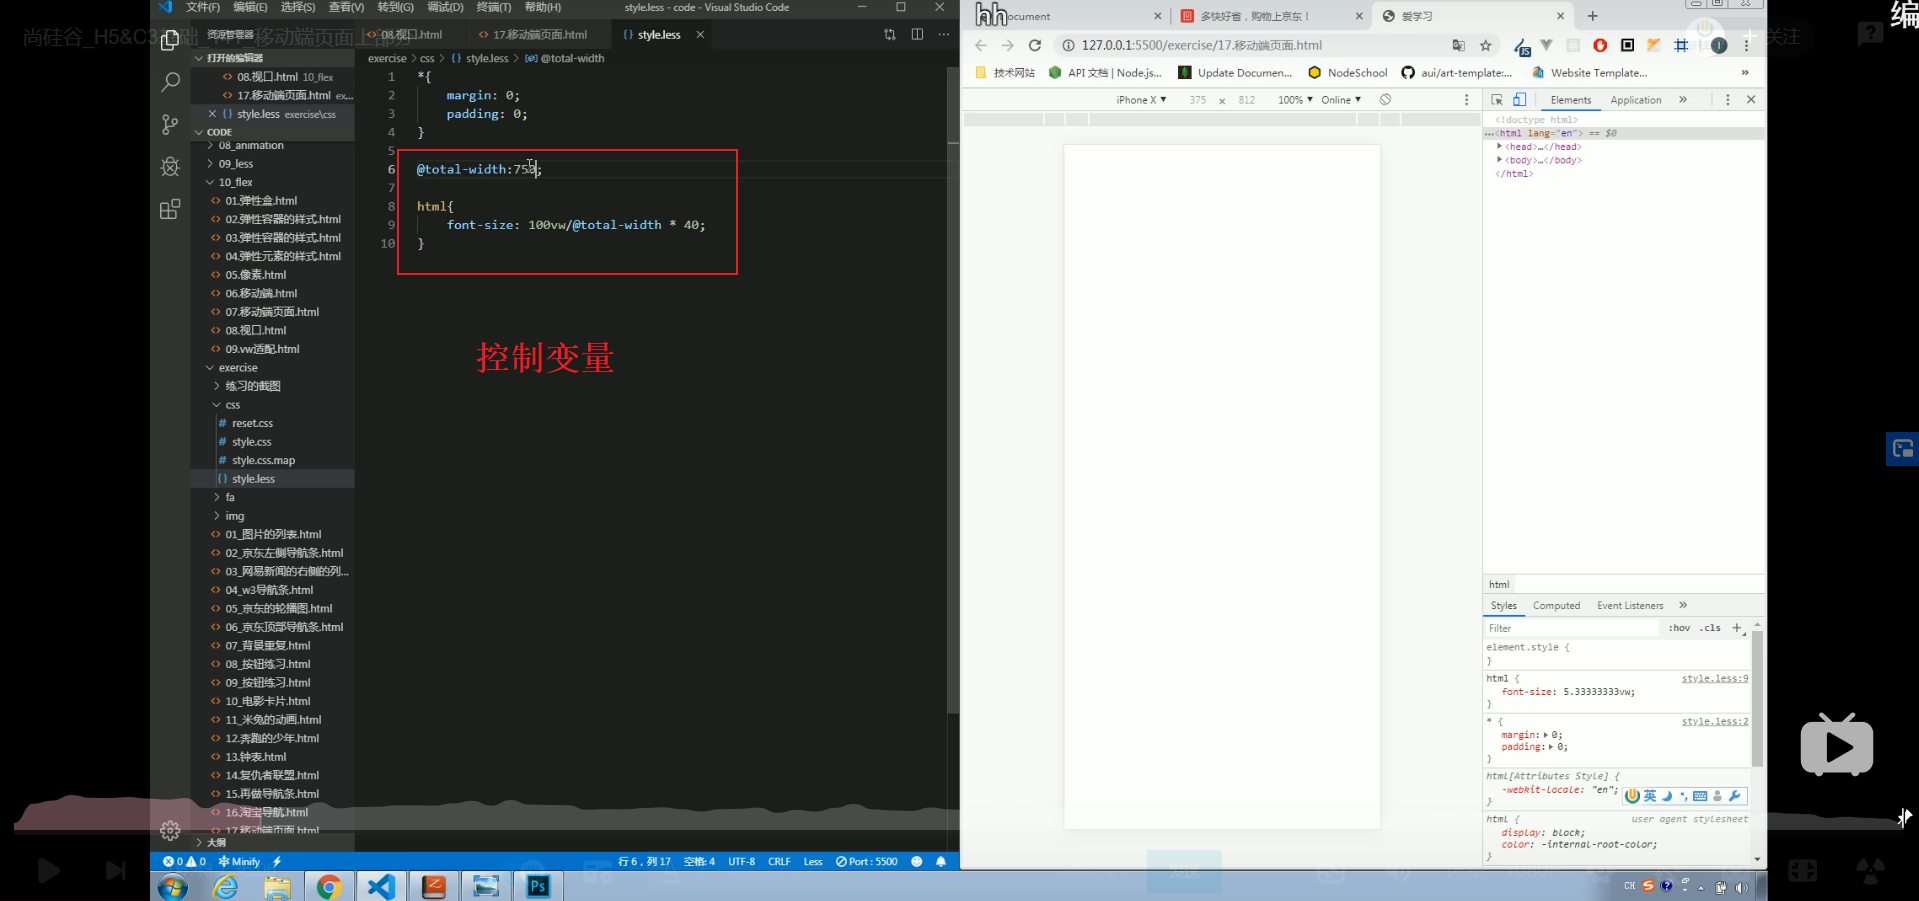 文件(F) 编辑(E) 选择(S) 查看(V) 转到(G) 调试(D) 终端(T) 帮助(H) style.less - code - Visual Studio Code
尚硅谷_H5&C3
移动端页面上部分
资源管理器
打开的编辑器
08.视口.html 10_flex
17.移动端页面.html ex...
style.less exercise\css
CODE
08_animation
09_less
10_flex
01.弹性盒.html
02.弹性容器的样式.html
03.弹性容器的样式.html
04.弹性元素的样式.html
05.像素.html
06.移动端.html
07.移动端页面.html
08.视口.html
09.vw适配.html
exercise
练习的截图
css
reset.css
style.css
style.css.map
style.less
fa
img
01_图片的列表.html
02_京东左侧导航条.html
03_网易新闻的右侧的列...
04_w3导航条.html
05_京东的轮播图.html
06_京东顶部导航条.html
07_背景重复.html
08_按钮练习.html
09_按钮练习.html
10_电影卡片.html
11_米兔的动画.html
12.奔跑的少年.html
13.钟表.html
14.复仇者联盟.html
15.再做导航条.html
16.淘宝导航.html
17.移动端页面.html
大纲
08.视口.html 17.移动端页面.html style.less
exercise > css > style.less > @total-width
1 *{
2 margin: 0;
3 padding: 0;
4 }
5
6 @total-width:750;
7
8 html{
9 font-size: 100vw/@total-width * 40;
10 }
控制变量
0 0 Minify 行 6，列 17 空格: 4 UTF-8 CRLF Less Port : 5500
hh
ocument 多快好省，购物上京东！ 爱学习
编
关注
127.0.0.1:5500/exercise/17.移动端页面.html
技术网站 API 文档 | Node.js... Update Documen... NodeSchool aui/art-template:... Website Template... »
iPhone X ▼ 375 x 812 100% ▼ Online ▼
Elements Application »
<!doctype html>
...<html lang="en"> == $0
<head>…</head>
<body>…</body>
</html>
html
Styles Computed Event Listeners »
Filter :hov .cls +
element.style {
}
html { style.less:9
font-size: 5.33333333vw;
}
* { style.less:2
margin: 0;
padding: 0;
}
html[Attributes Style] {
-webkit-locale: "en";
}
英
html { user agent stylesheet
display: block;
color: -internal-root-color;
}
发送
Ps
CH